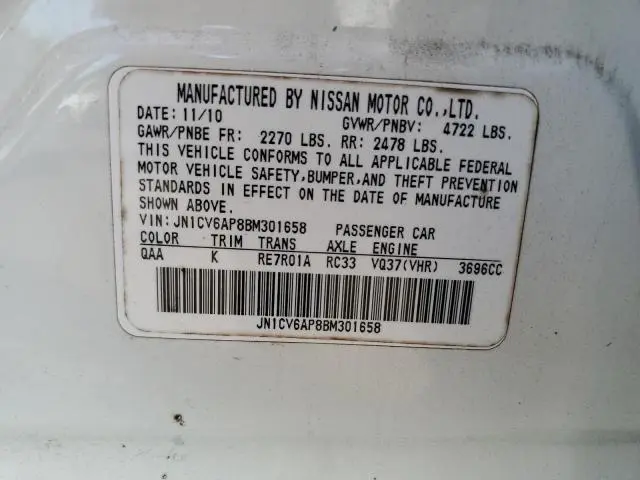 MANUFACTURED BY NISSAN MOTOR CO.,LTD.
DATE: 11/10 GVWR/PNBV: 4722 LBS.
GAWR/PNBE FR: 2270 LBS. RR: 2478 LBS.
THIS VEHICLE CONFORMS TO ALL APPLICABLE FEDERAL
MOTOR VEHICLE SAFETY,BUMPER,AND THEFT PREVENTION
STANDARDS IN EFFECT ON THE DATE OF MANUFACTURE
SHOWN ABOVE.
VIN: JN1CV6AP8BM301658 PASSENGER CAR
COLOR TRIM TRANS AXLE ENGINE
QAA K RE7R01A RC33 VQ37(VHR) 3696CC
JN1CV6AP8BM301658